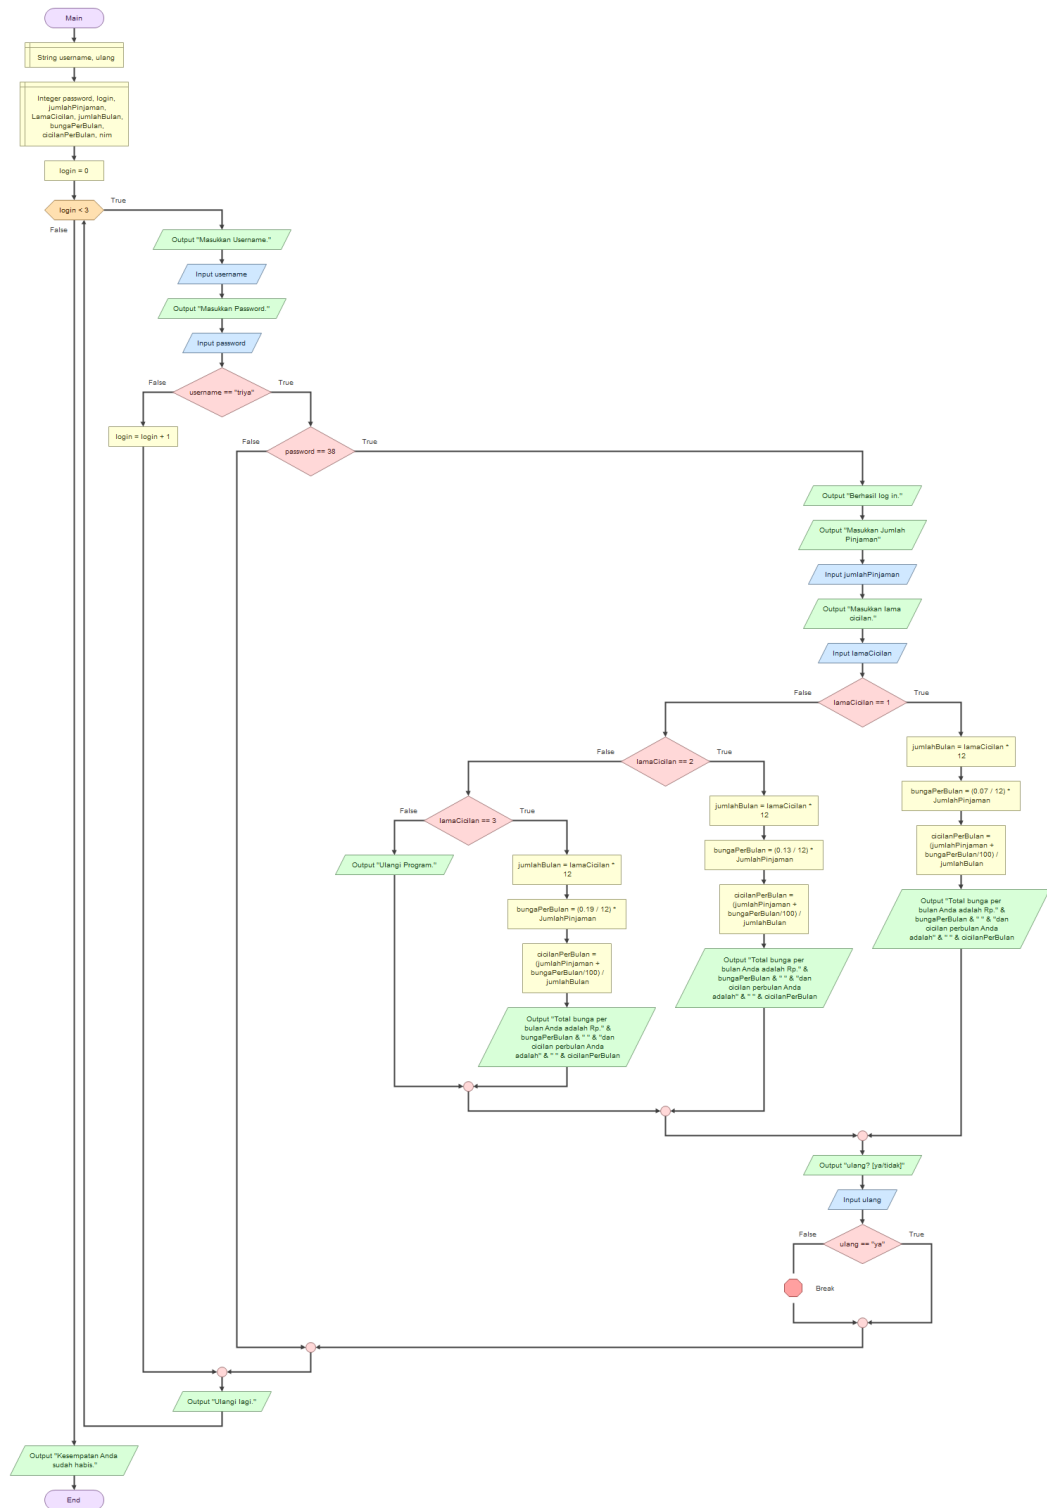 Main
String username, ulang
Integer password, login,
jumlahPinjaman,
LamaCicilan, jumlahBulan,
bungaPerBulan,
cicilanPerBulan, nim
login = 0
login < 3
True
False
Output "Masukkan Username."
Input username
Output "Masukkan Password."
Input password
username == "triya"
False
True
login = login + 1
password == 38
False
True
Output "Berhasil log in."
Output "Masukkan Jumlah
Pinjaman"
Input jumlahPinjaman
Output "Masukkan lama
cicilan."
Input lamaCicilan
lamaCicilan == 1
False
True
lamaCicilan == 2
False
True
jumlahBulan = lamaCicilan *
12
bungaPerBulan = (0.07 / 12) *
JumlahPinjaman
cicilanPerBulan =
(jumlahPinjaman +
bungaPerBulan/100) /
jumlahBulan
Output "Total bunga per
bulan Anda adalah Rp." &
bungaPerBulan & " " & "dan
cicilan perbulan Anda
adalah" & " " & cicilanPerBulan
lamaCicilan == 3
False
True
jumlahBulan = lamaCicilan *
12
bungaPerBulan = (0.13 / 12) *
JumlahPinjaman
cicilanPerBulan =
(jumlahPinjaman +
bungaPerBulan/100) /
jumlahBulan
Output "Total bunga per
bulan Anda adalah Rp." &
bungaPerBulan & " " & "dan
cicilan perbulan Anda
adalah" & " " & cicilanPerBulan
Output "Ulangi Program."
jumlahBulan = lamaCicilan *
12
bungaPerBulan = (0.19 / 12) *
JumlahPinjaman
cicilanPerBulan =
(jumlahPinjaman +
bungaPerBulan/100) /
jumlahBulan
Output "Total bunga per
bulan Anda adalah Rp." &
bungaPerBulan & " " & "dan
cicilan perbulan Anda
adalah" & " " & cicilanPerBulan
Output "ulang? [ya/tidak]"
Input ulang
ulang == "ya"
False
True
Break
Output "Ulangi lagi."
Output "Kesempatan Anda
sudah habis."
End